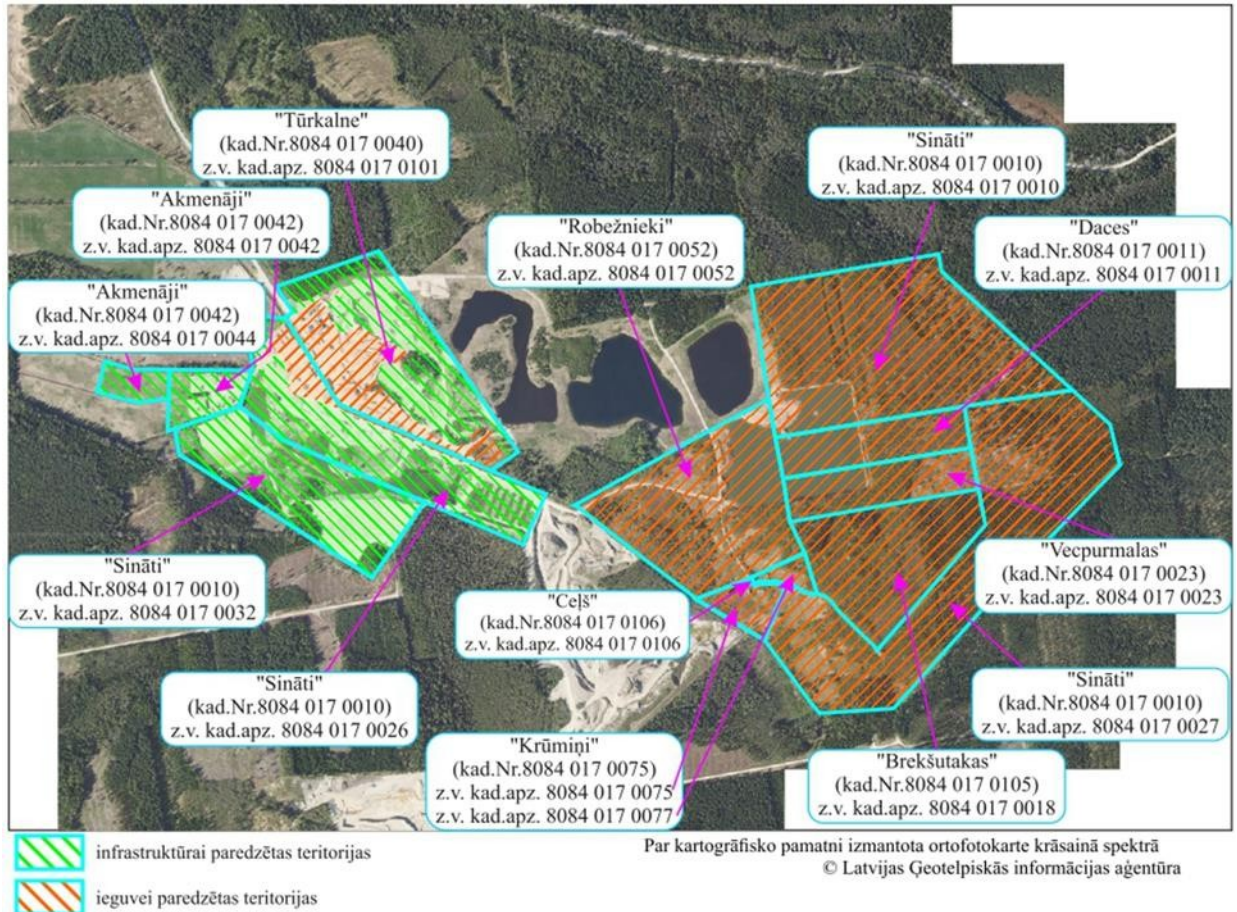 "Tūrkalne"
(kad.Nr.8084 017 0040)
z.v. kad.apz. 8084 017 0101
"Sināti"
(kad.Nr.8084 017 0010)
z.v. kad.apz. 8084 017 0010
"Akmenāji"
(kad.Nr.8084 017 0042)
z.v. kad.apz. 8084 017 0042
"Robežnieki"
(kad.Nr.8084 017 0052)
z.v. kad.apz. 8084 017 0052
"Daces"
(kad.Nr.8084 017 0011)
z.v. kad.apz. 8084 017 0011
"Akmenāji"
(kad.Nr.8084 017 0042)
z.v. kad.apz. 8084 017 0044
"Sināti"
(kad.Nr.8084 017 0010)
z.v. kad.apz. 8084 017 0032
"Vecpurmalas"
(kad.Nr.8084 017 0023)
z.v. kad.apz. 8084 017 0023
"Ceļš"
(kad.Nr.8084 017 0106)
z.v. kad.apz. 8084 017 0106
"Sināti"
(kad.Nr.8084 017 0010)
z.v. kad.apz. 8084 017 0026
"Sināti"
(kad.Nr.8084 017 0010)
z.v. kad.apz. 8084 017 0027
"Krūmiņi"
(kad.Nr.8084 017 0075)
z.v. kad.apz. 8084 017 0075
z.v. kad.apz. 8084 017 0077
"Brekšutakas"
(kad.Nr.8084 017 0105)
z.v. kad.apz. 8084 017 0018
infrastruktūrai paredzētas teritorijas
ieguvei paredzētas teritorijas
Par kartogrāfisko pamatni izmantota ortofotokarte krāsainā spektrā
© Latvijas Ģeotelpiskās informācijas aģentūra